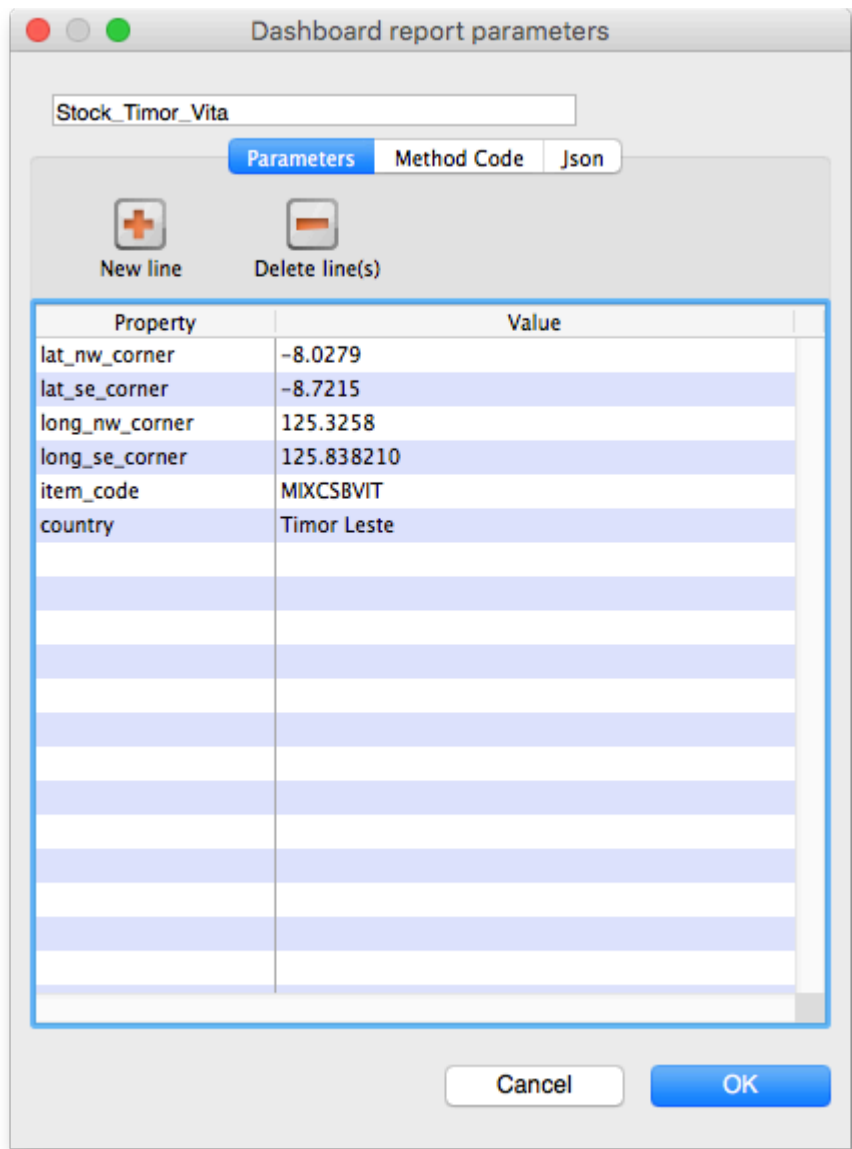 Dashboard report parameters
Stock_Timor_Vita
Parameters Method Code Json
New line Delete line(s)
Property Value
lat_nw_corner -8.0279
lat_se_corner -8.7215
long_nw_corner 125.3258
long_se_corner 125.838210
item_code MIXCSBVIT
country Timor Leste
Cancel OK